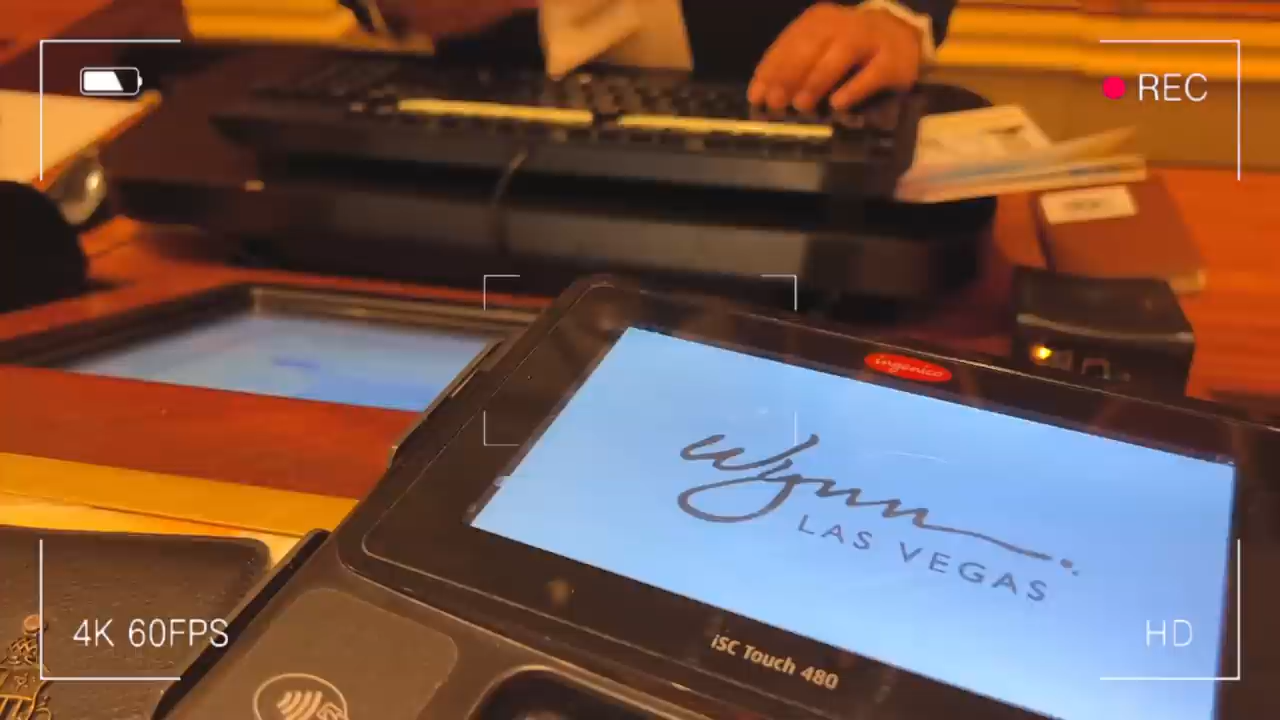 REC
ingenico
Wynn
LAS VEGAS
iSC Touch 480
4K 60FPS
HD